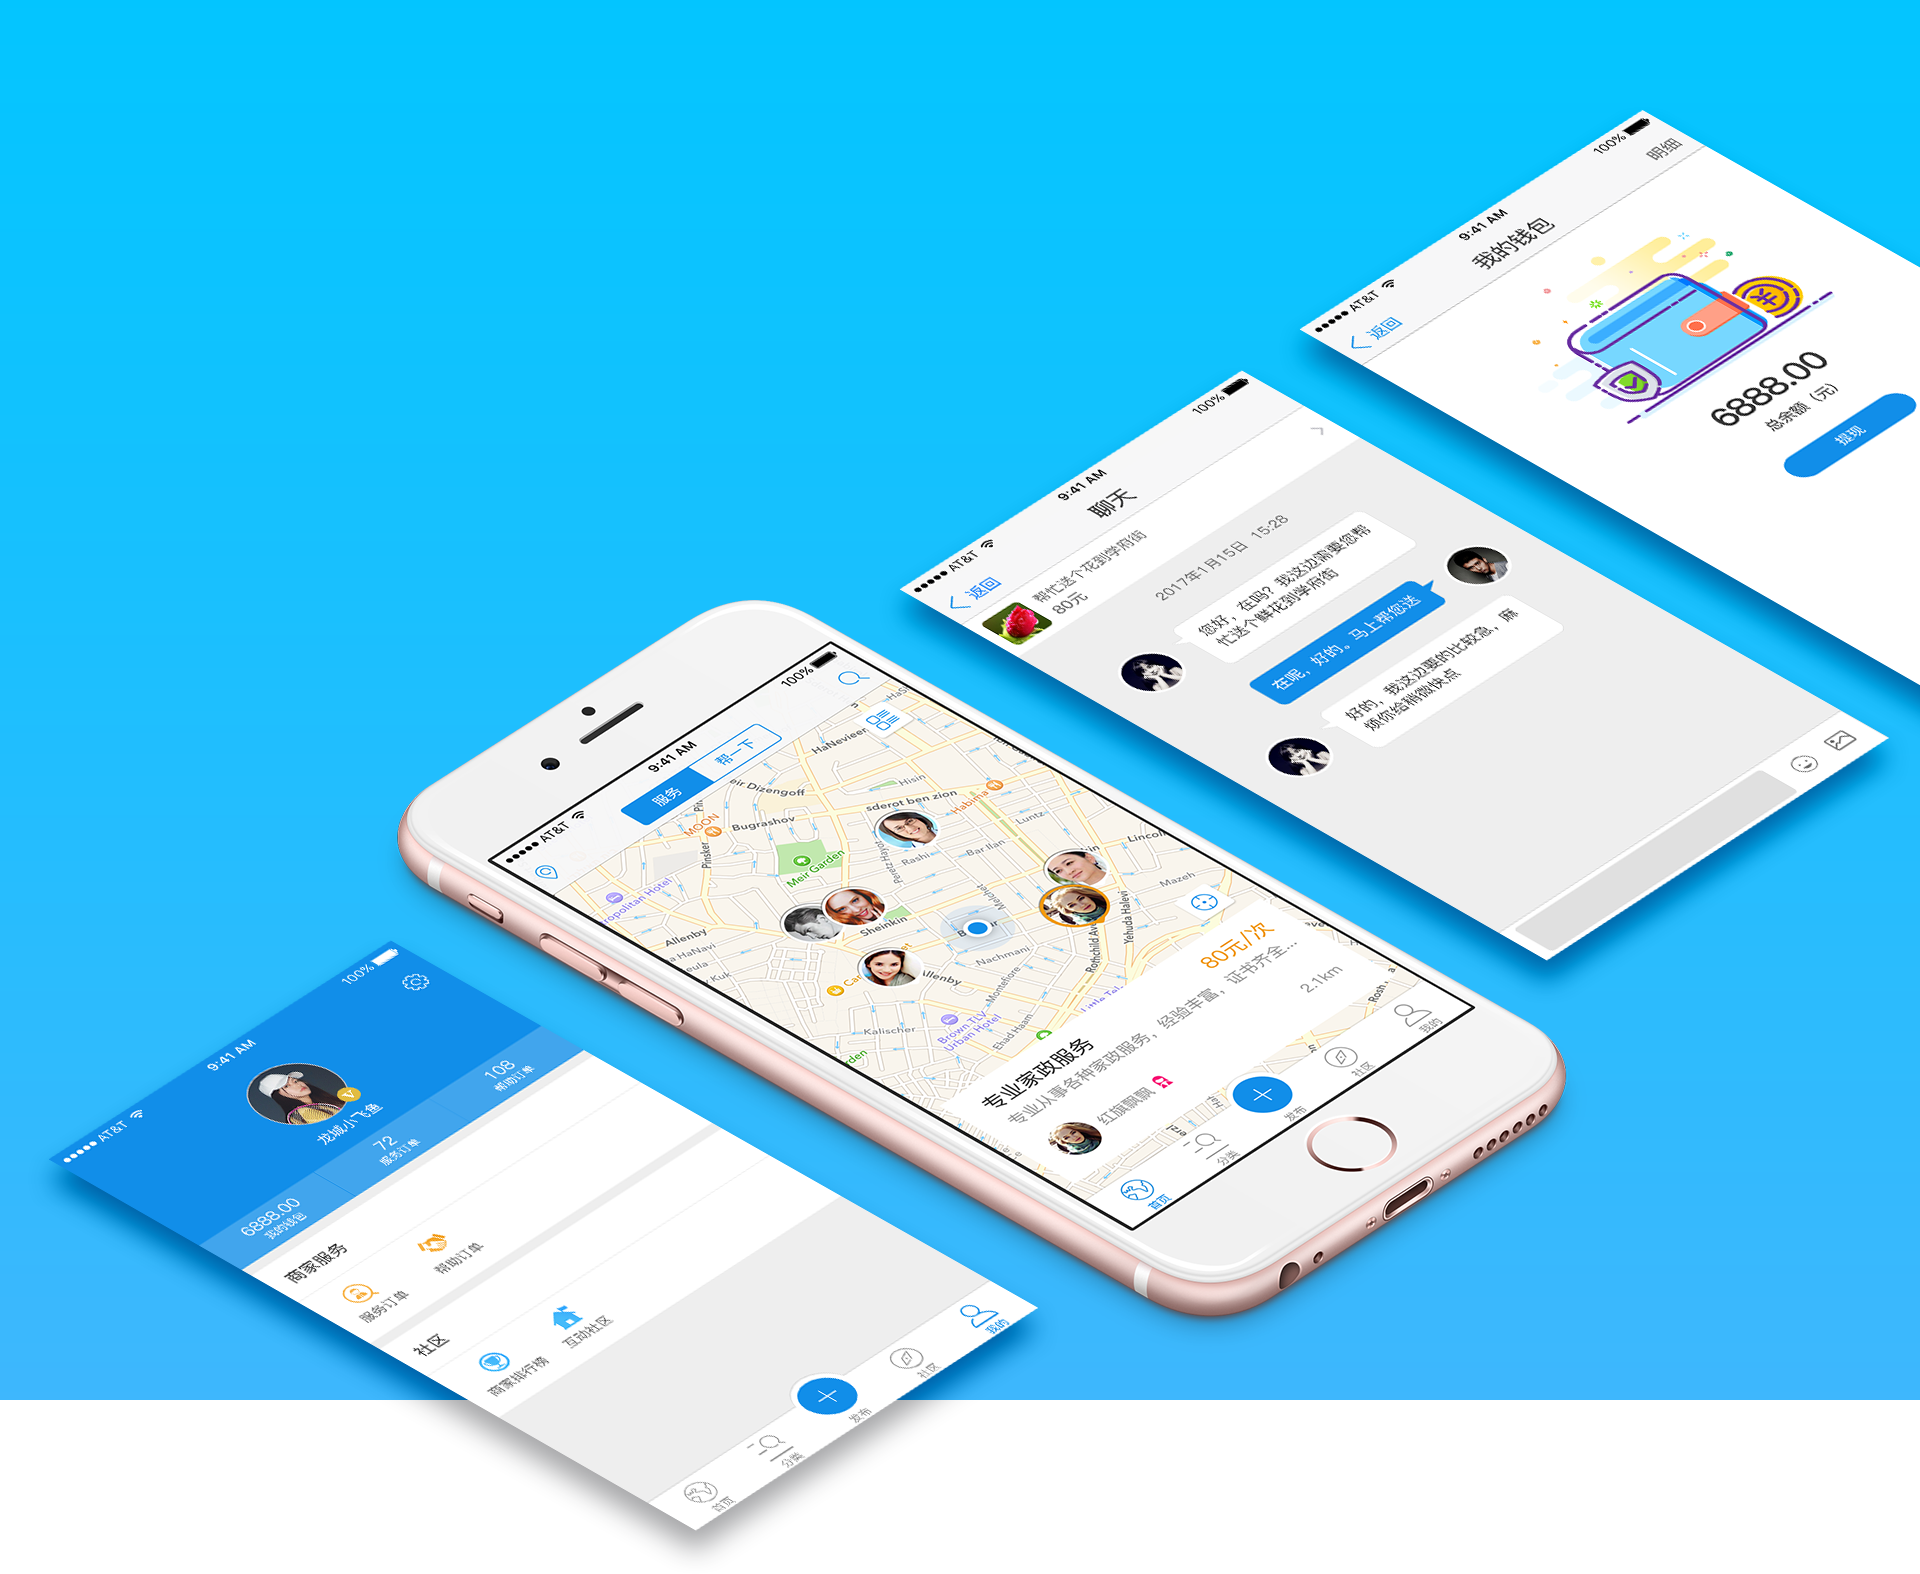 100%
明细
9:41 AM
我的钱包
AT&T
返回
6888.00
总余额（元）
提现
100%
9:41 AM
聊天
AT&T
返回
帮忙送个花到学府街
80元
2017年1月15日 15:28
您好，在吗？我这边需要您帮
忙送个鲜花到学府街
在呢，好的。马上帮您送
好的，我这边要的比较急，麻
烦你给稍微快点
100%
9:41 AM
AT&T
服务
帮一下
HaNevieem
eir Dizengoff
Hisin
sderot ben zion
Habima
MOON
Bugrashov
Pinsker
Meir Garden
Peretz Hayot
Rashi
Bar Ilan
Luntz
Lincoln
Mazeh
Melchet
Yehuda Halevi
ropolitan Hotel
Allenby
a HaNavi
eula
Kuk
Sheinkin
Nachmani
Rothchild Ave
Allenby
Montefiore
Kalischer
Brown TLV
Urban Hotel
Ehad Haam
rden
Rosh
80元/次
专业家政服务
专业从事各种家政服务，经验丰富，证书齐全...
2.1km
红旗飘飘
首页
分类
发布
社区
我的
100%
9:41 AM
AT&T
龙城小飞鱼
6888.00
我的钱包
72
服务订单
108
帮助订单
商家服务
服务订单
帮助订单
社区
商家排行榜
互动社区
首页
分类
发布
社区
我的